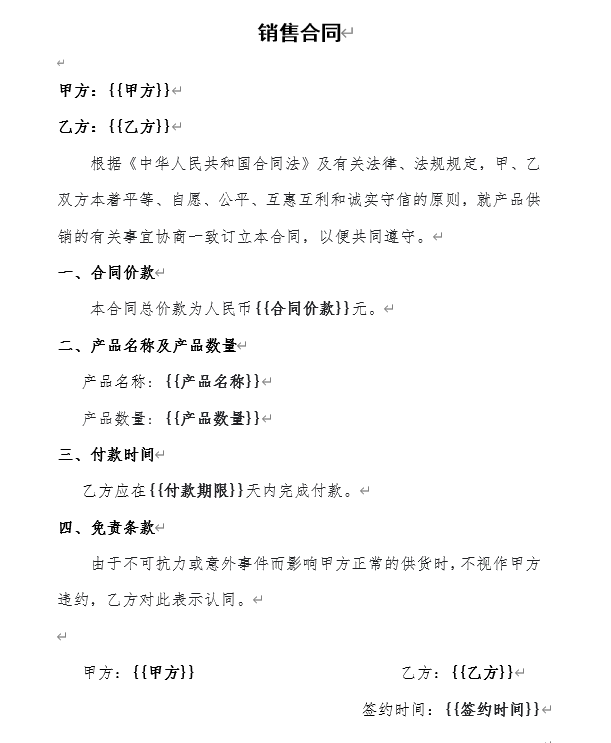 销售合同
甲方：{{甲方}}
乙方：{{乙方}}
根据《中华人民共和国合同法》及有关法律、法规规定，甲、乙
双方本着平等、自愿、公平、互惠互利和诚实守信的原则，就产品供
销的有关事宜协商一致订立本合同，以便共同遵守。
一、合同价款
本合同总价款为人民币{{合同价款}}元。
二、产品名称及产品数量
产品名称：{{产品名称}}
产品数量：{{产品数量}}
三、付款时间
乙方应在{{付款期限}}天内完成付款。
四、免责条款
由于不可抗力或意外事件而影响甲方正常的供货时，不视作甲方
违约，乙方对此表示认同。
甲方：{{甲方}} 乙方：{{乙方}}
签约时间：{{签约时间}}